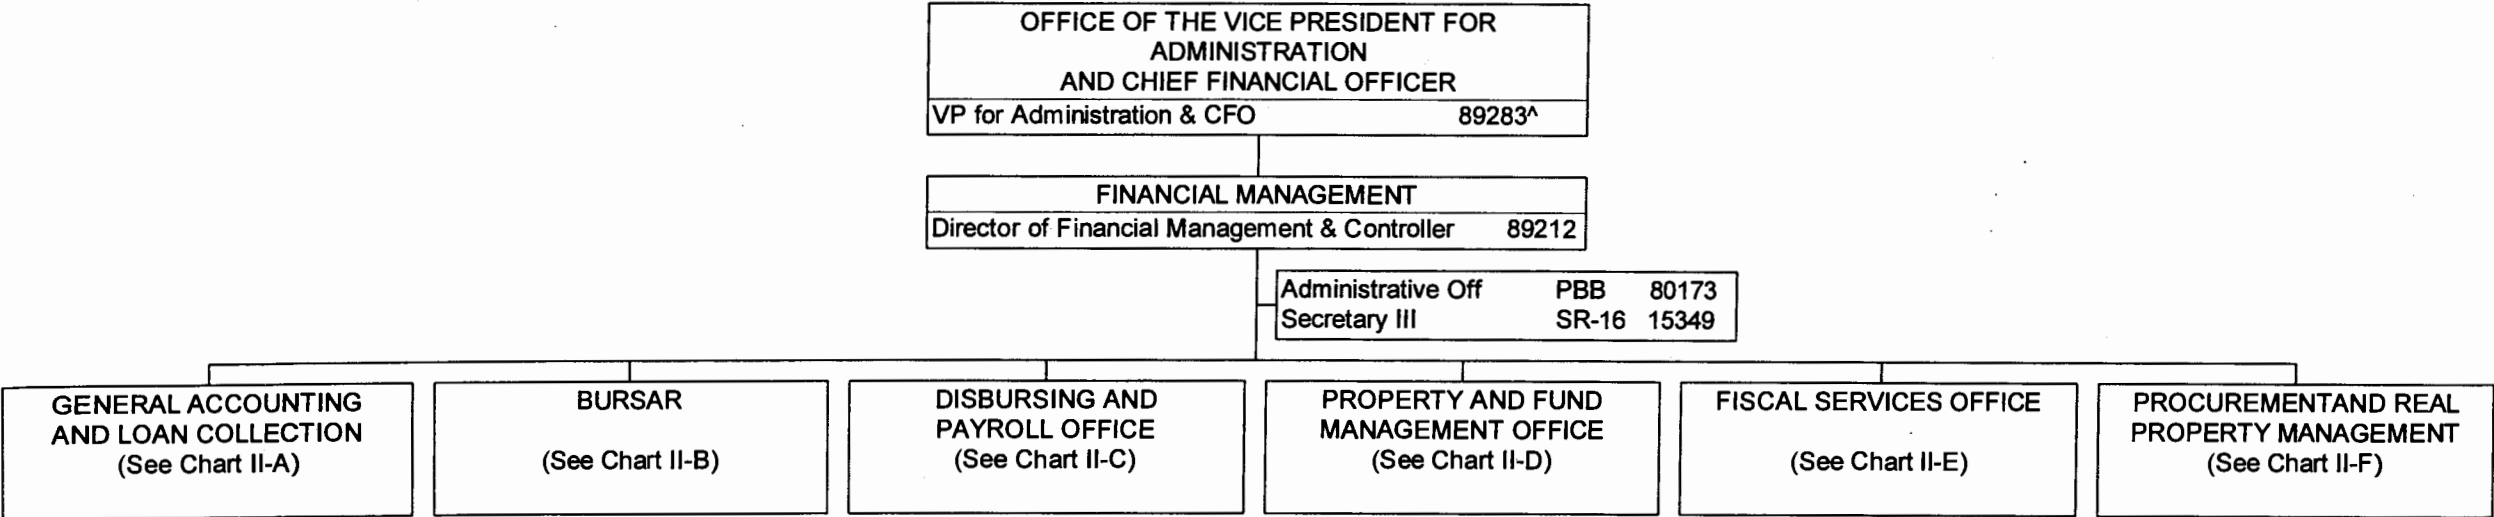 OFFICE OF THE VICE PRESIDENT FOR
ADMINISTRATION
AND CHIEF FINANCIAL OFFICER
VP for Administration & CFO 89283^
FINANCIAL MANAGEMENT
Director of Financial Management & Controller 89212
Administrative Off PBB 80173
Secretary III SR-16 15349
GENERAL ACCOUNTING
AND LOAN COLLECTION
(See Chart II-A)
BURSAR
(See Chart II-B)
DISBURSING AND
PAYROLL OFFICE
(See Chart II-C)
PROPERTY AND FUND
MANAGEMENT OFFICE
(See Chart II-D)
FISCAL SERVICES OFFICE
(See Chart II-E)
PROCUREMENTAND REAL
PROPERTY MANAGEMENT
(See Chart II-F)